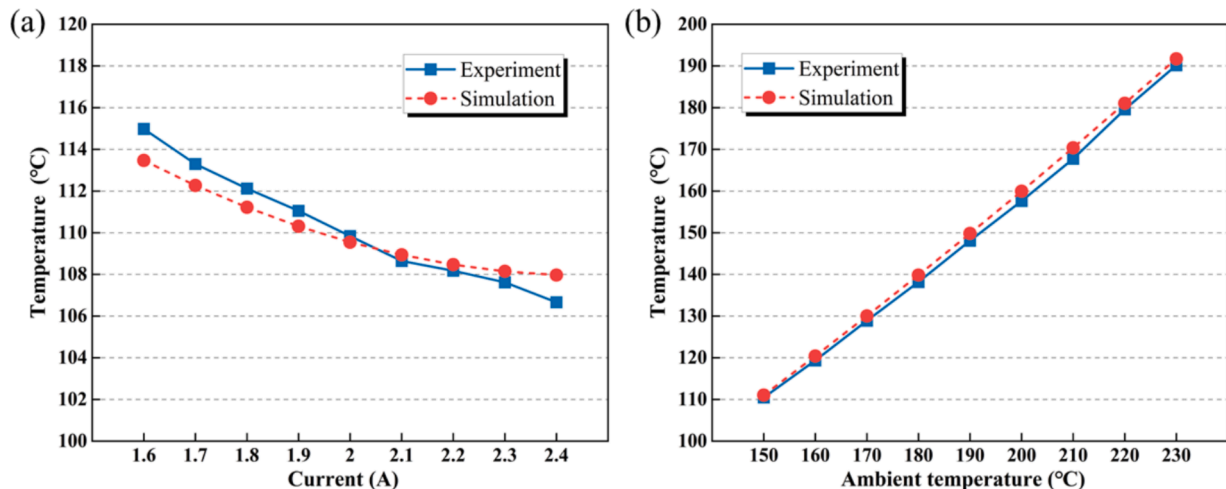 (a)
120
118
116
114
112
110
108
106
104
102
100
Temperature (°C)
Experiment
Simulation
1.6 1.7 1.8 1.9 2 2.1 2.2 2.3 2.4
Current (A)
(b)
200
190
180
170
160
150
140
130
120
110
100
Temperature (°C)
Experiment
Simulation
150 160 170 180 190 200 210 220 230
Ambient temperature (°C)